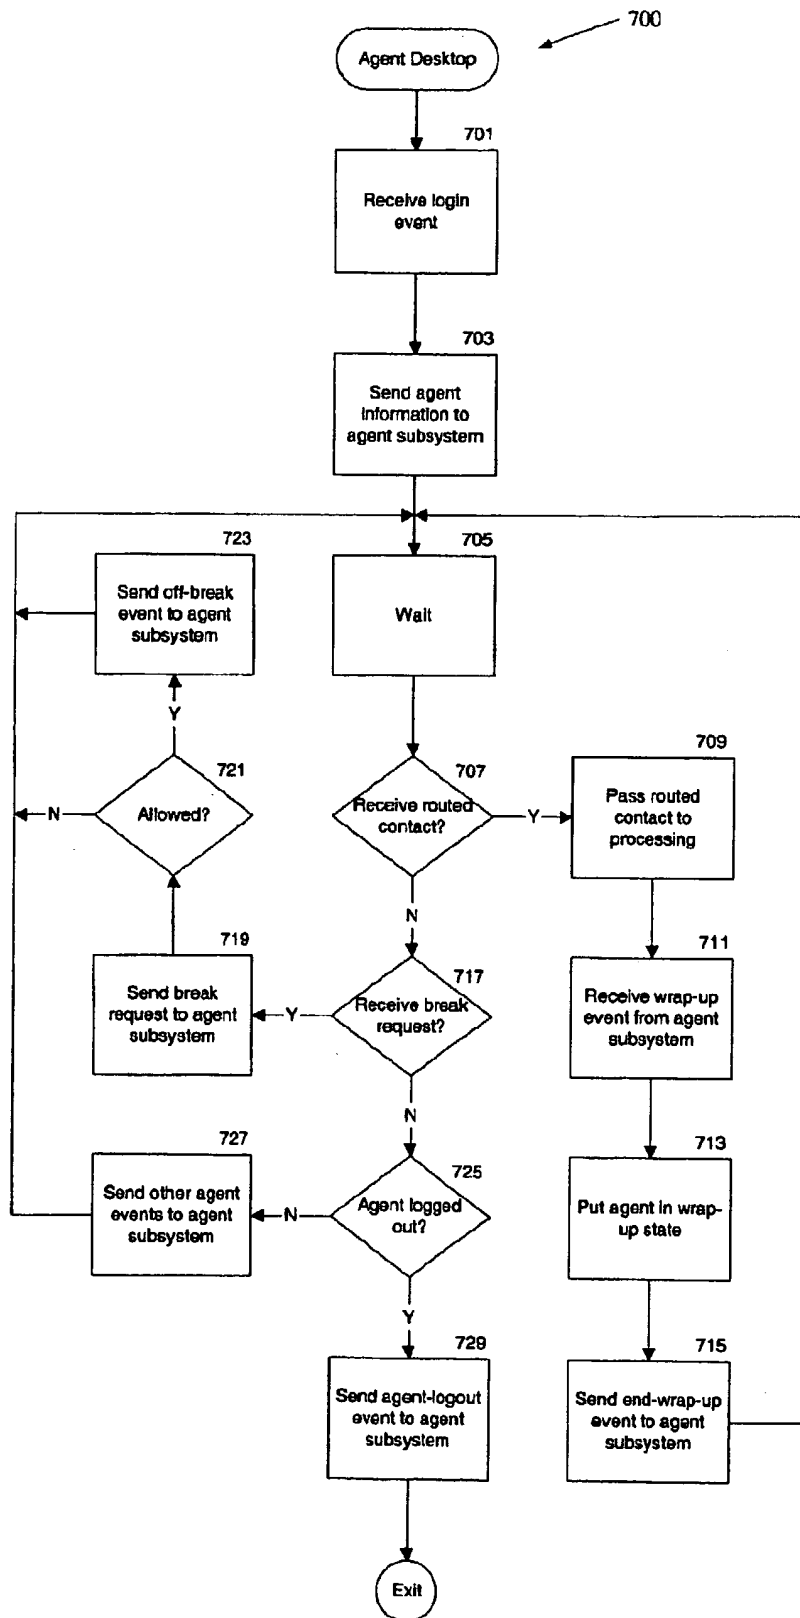 700
Agent Desktop
701
Receive login
event
703
Send agent
information to
agent subsystem
705
Wait
723
Send off-break
event to agent
subsystem
Y
721
Allowed?
N
707
Receive routed
contact?
Y
N
709
Pass routed
contact to
processing
719
Send break
request to agent
subsystem
717
Receive break
request?
Y
N
711
Receive wrap-up
event from agent
subsystem
727
Send other agent
events to agent
subsystem
725
Agent logged
out?
N
Y
713
Put agent in wrap-
up state
729
Send agent-logout
event to agent
subsystem
715
Send end-wrap-up
event to agent
subsystem
Exit